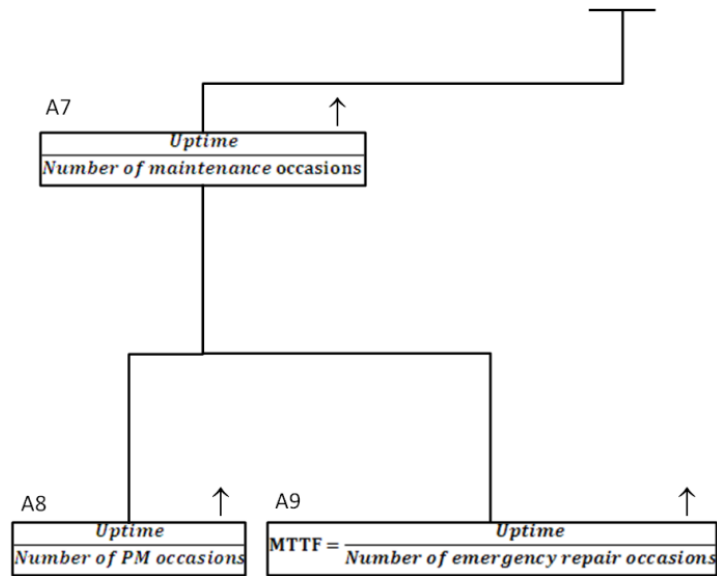 A7 ↑
Uptime
Number of maintenance occasions
A8 ↑ A9 ↑
Uptime
Number of PM occasions
MTTF = Uptime
Number of emergency repair occasions